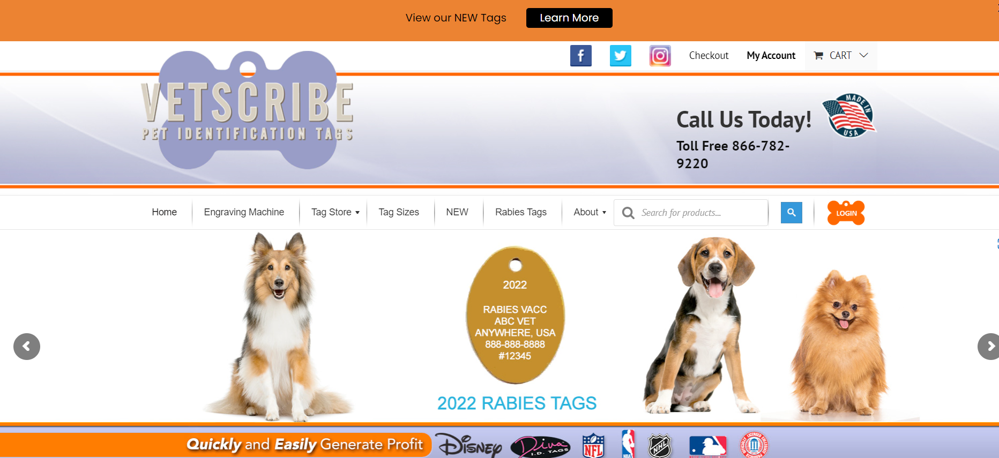 View our NEW Tags
Learn More
Checkout
My Account
CART
VETSCRIBE
PET IDENTIFICATION TAGS
Call Us Today!
MADE IN
USA
Toll Free 866-782-
9220
Home
Engraving Machine
Tag Store
Tag Sizes
NEW
Rabies Tags
About
Search for products...
LOGIN
2022
RABIES VACC
ABC VET
ANYWHERE, USA
888-888-8888
#12345
2022 RABIES TAGS
Quickly and Easily Generate Profit
DISNEY
Diva
I.D. TAGS
NFL
NBA
NHL